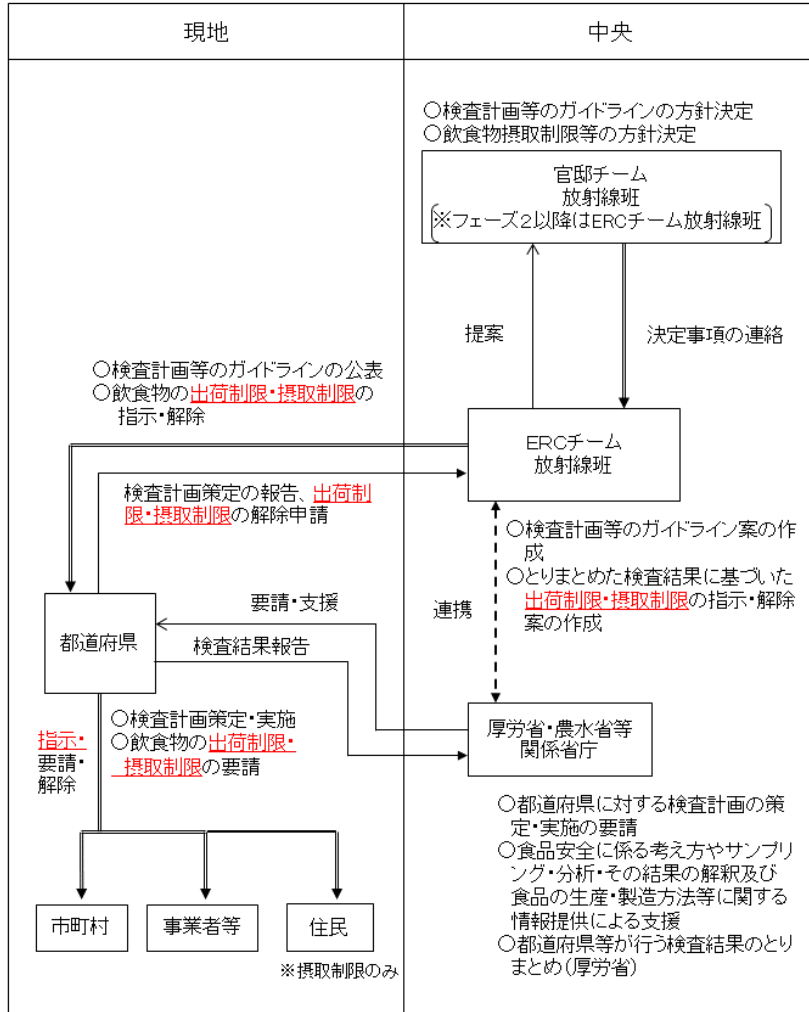 現地
中央
○検査計画等のガイドラインの方針決定
○飲食物摂取制限等の方針決定
官邸チーム
放射線班
※フェーズ2以降はERCチーム放射線班
提案
決定事項の連絡
○検査計画等のガイドラインの公表
○飲食物の出荷制限・摂取制限の
指示・解除
ERCチーム
放射線班
検査計画策定の報告、出荷制
限・摂取制限の解除申請
○検査計画等のガイドライン案の作
成
○とりまとめた検査結果に基づいた
出荷制限・摂取制限の指示・解除
案の作成
連携
要請・支援
都道府県
検査結果報告
○検査計画策定・実施
○飲食物の出荷制限・
摂取制限の要請
指示・
要請・
解除
厚労省・農水省等
関係省庁
○都道府県に対する検査計画の策
定・実施の要請
○食品安全に係る考え方やサンプリ
ング・分析・その結果の解釈及び
食品の生産・製造方法等に関する
情報提供による支援
○都道府県等が行う検査結果のとり
まとめ(厚労省)
市町村
事業者等
住民
※摂取制限のみ